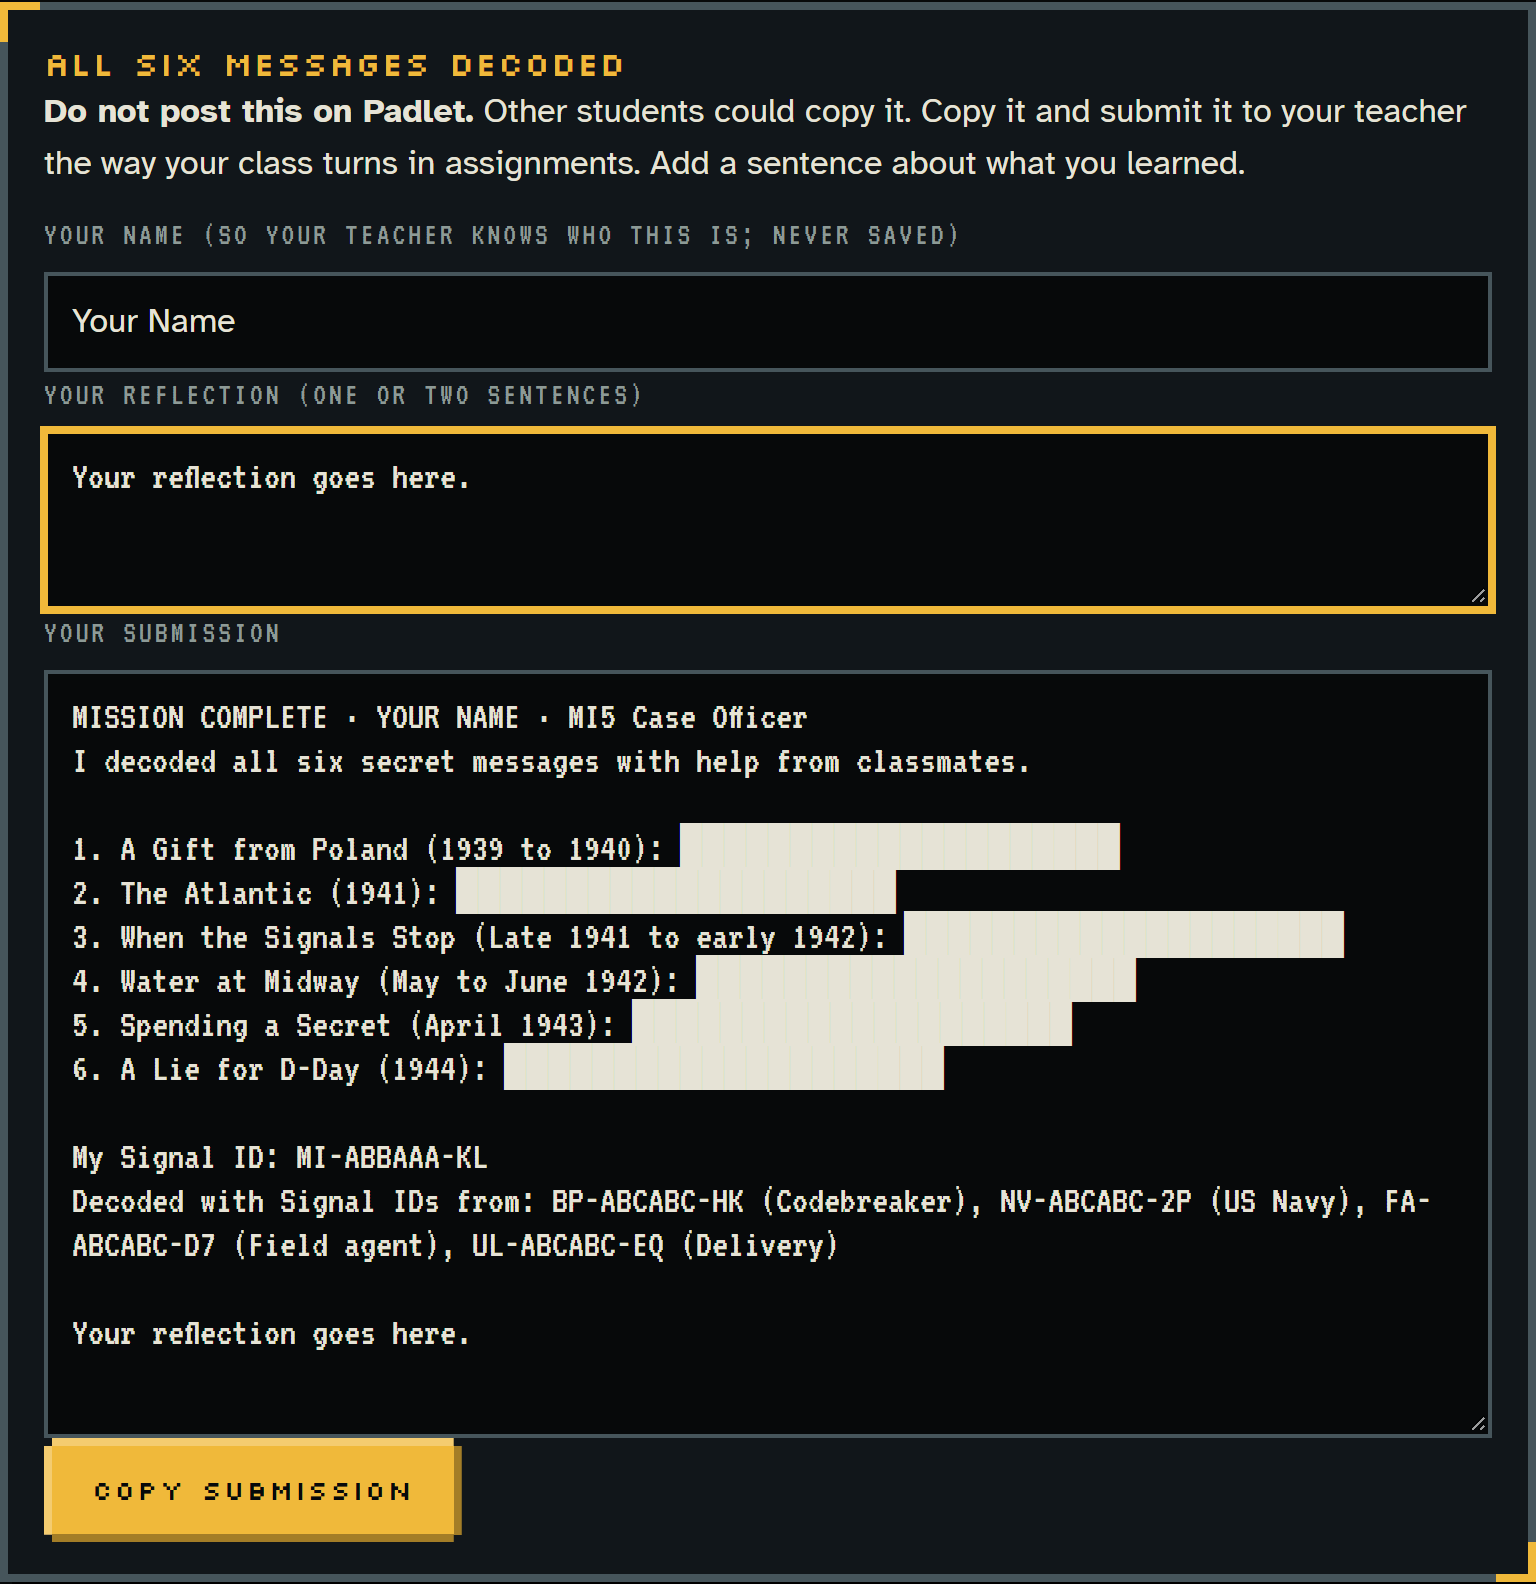 ALL SIX MESSAGES DECODED
Do not post this on Padlet. Other students could copy it. Copy it and submit it to your teacher
the way your class turns in assignments. Add a sentence about what you learned.
YOUR NAME (SO YOUR TEACHER KNOWS WHO THIS IS; NEVER SAVED)
Your Name
YOUR REFLECTION (ONE OR TWO SENTENCES)
Your reflection goes here.
YOUR SUBMISSION
MISSION COMPLETE · YOUR NAME · MI5 Case Officer
I decoded all six secret messages with help from classmates.
1. A Gift from Poland (1939 to 1940):
2. The Atlantic (1941):
3. When the Signals Stop (Late 1941 to early 1942):
4. Water at Midway (May to June 1942):
5. Spending a Secret (April 1943):
6. A Lie for D-Day (1944):
My Signal ID: MI-ABBAAA-KL
Decoded with Signal IDs from: BP-ABCABC-HK (Codebreaker), NV-ABCABC-2P (US Navy), FA-
ABCABC-D7 (Field agent), UL-ABCABC-EQ (Delivery)
Your reflection goes here.
COPY SUBMISSION